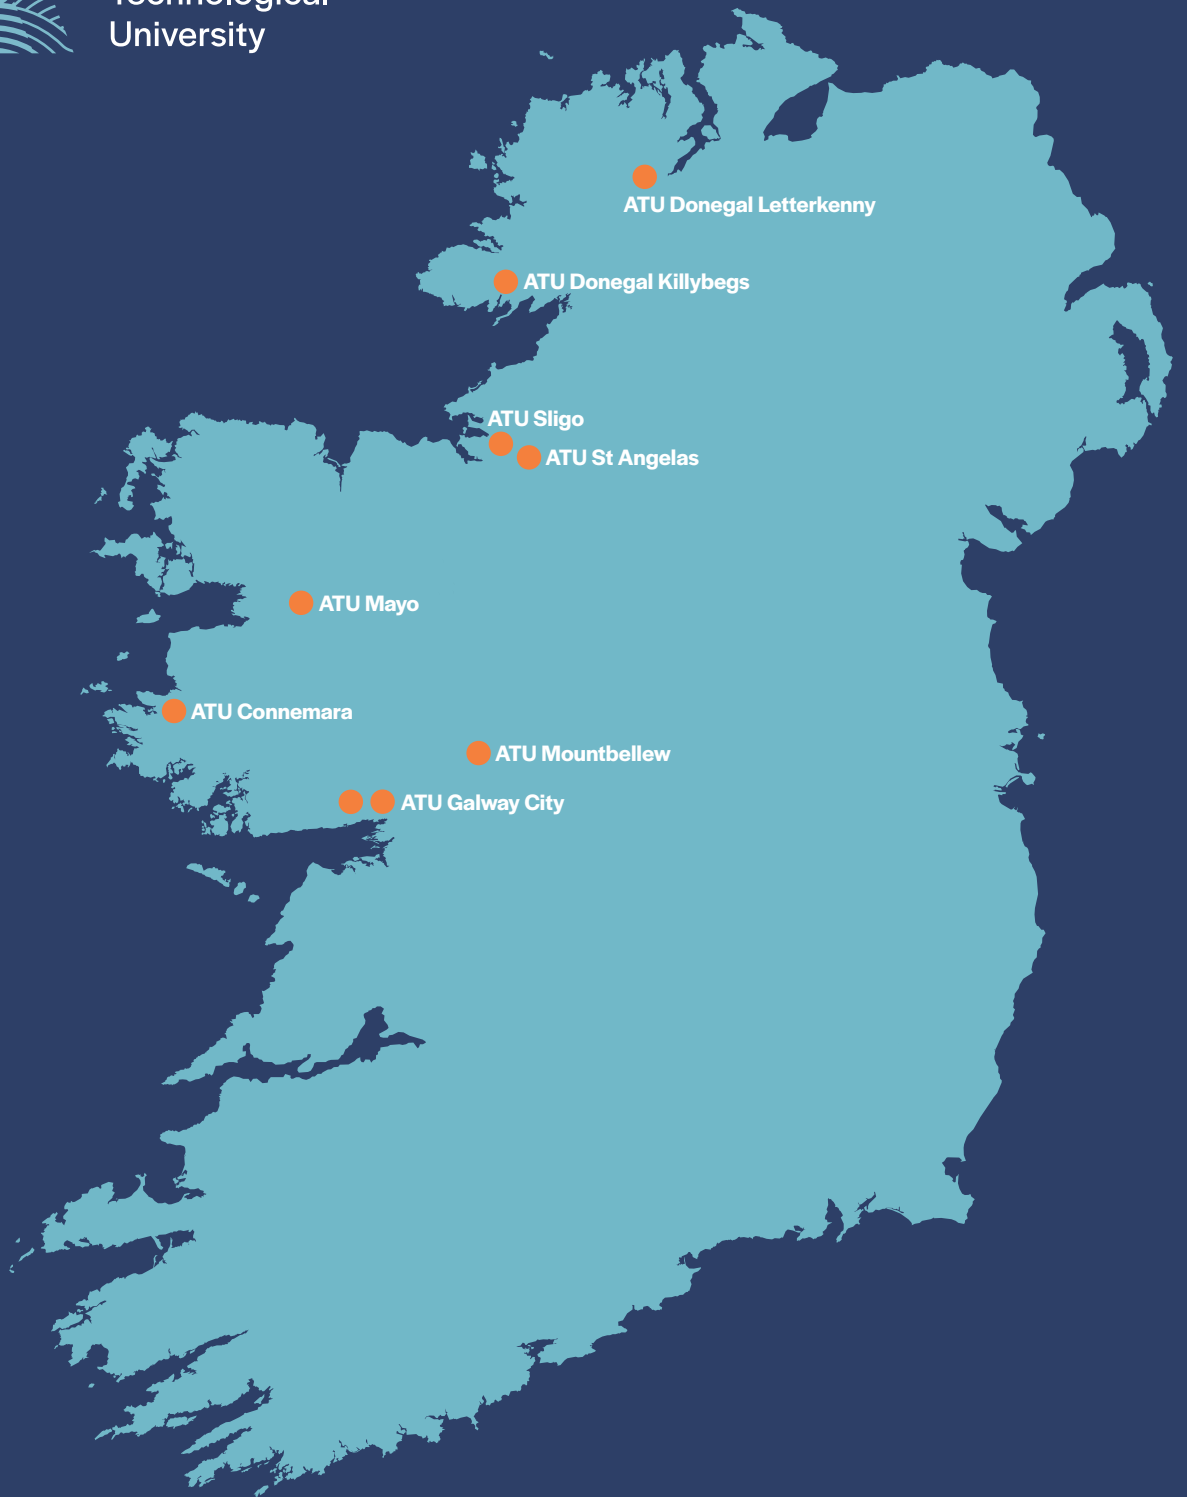 Technological
University
ATU Donegal Letterkenny
ATU Donegal Killybegs
ATU Sligo
ATU St Angelas
ATU Mayo
ATU Connemara
ATU Mountbellew
ATU Galway City